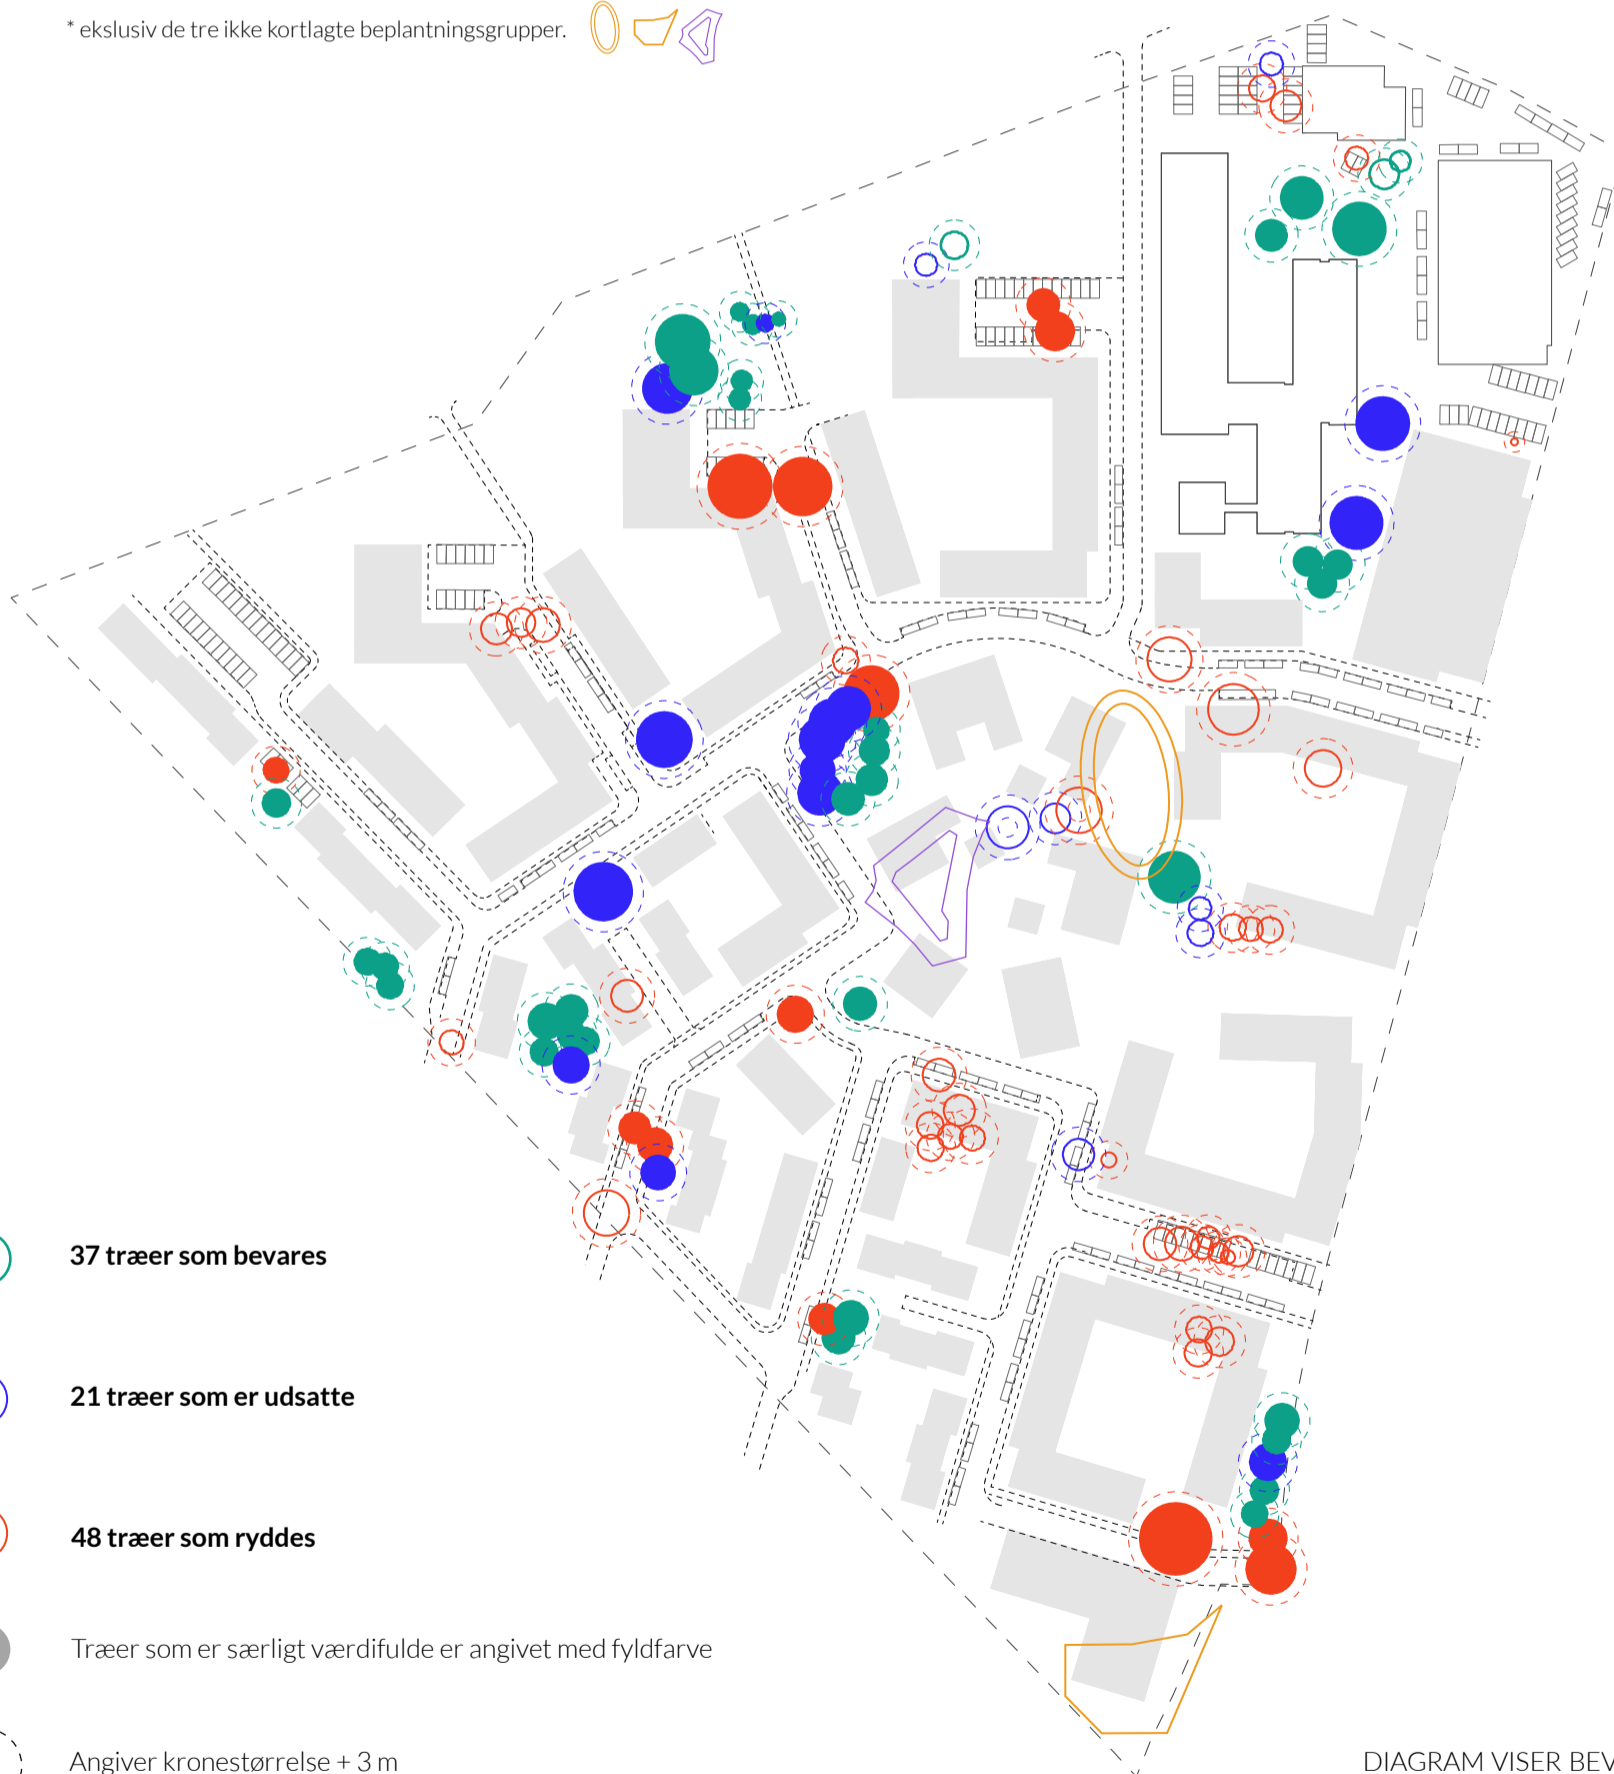 * ekslusiv de tre ikke kortlagte beplantningsgrupper.
37 træer som bevares
21 træer som er udsatte
48 træer som ryddes
Træer som er særligt værdifulde er angivet med fyldfarve
Angiver kronestørrelse + 3 m
DIAGRAM VISER BEV